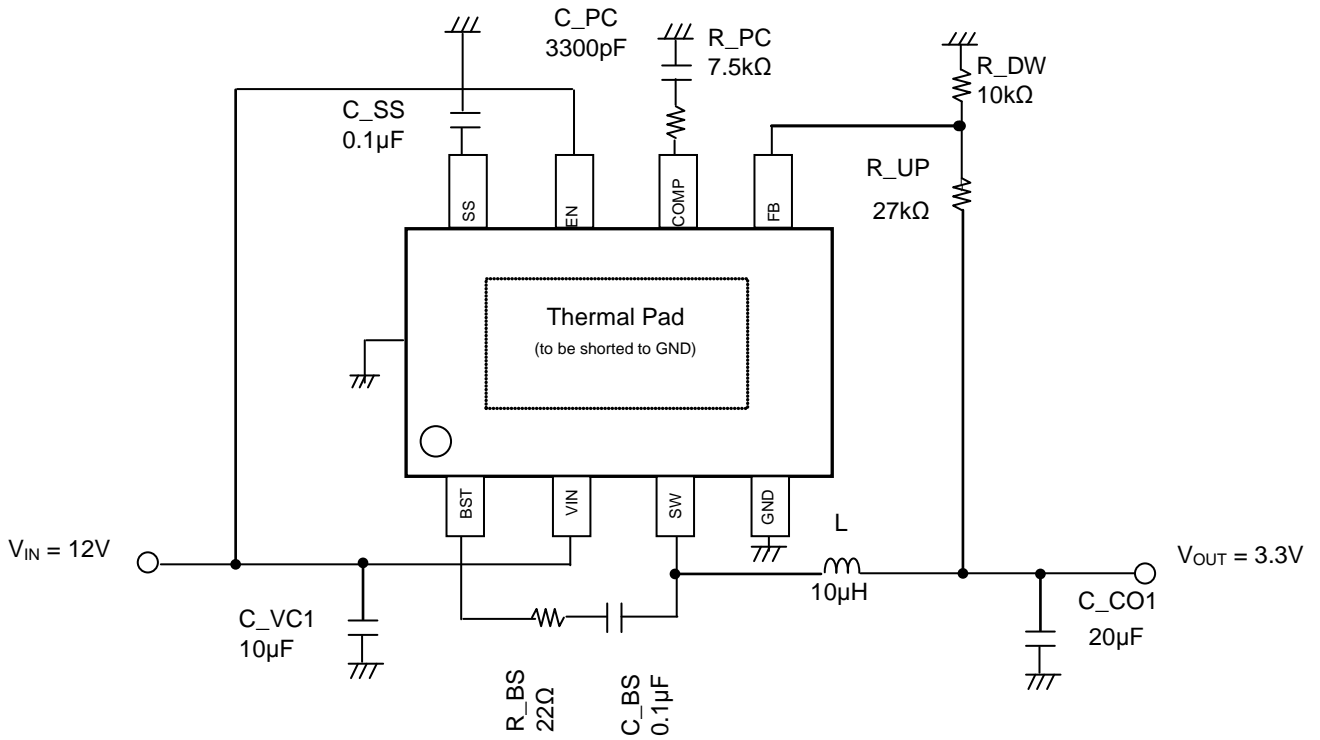 C_PC
3300pF
R_PC
7.5kΩ
R_DW
10kΩ
C_SS
0.1µF
R_UP
27kΩ
SS
EN
COMP
FB
Thermal Pad
(to be shorted to GND)
BST
VIN
SW
GND
V_IN = 12V
L
10µH
V_OUT = 3.3V
C_VC1
10µF
C_CO1
20µF
R_BS
22Ω
C_BS
0.1µF